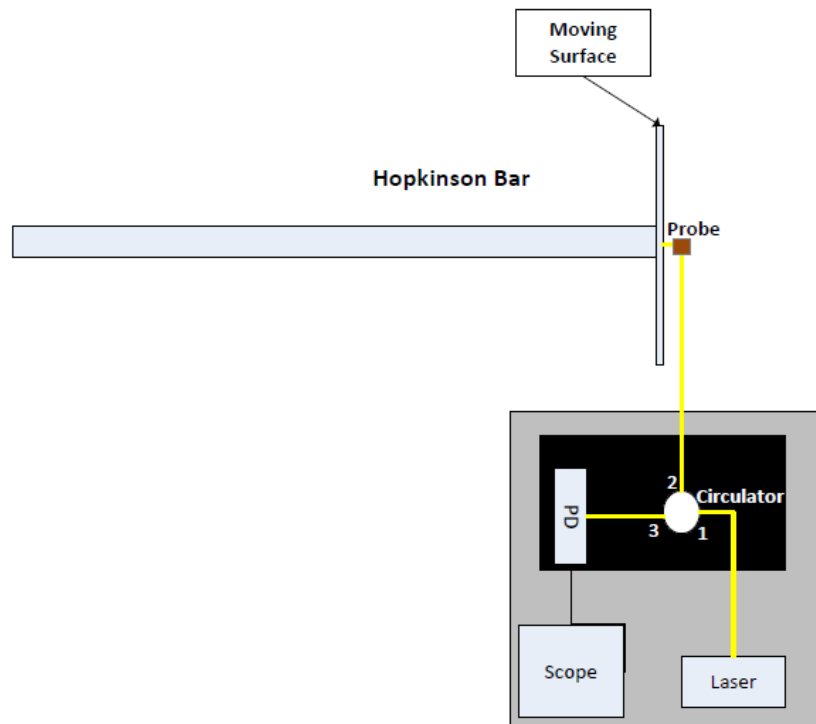 Moving
Surface
Hopkinson Bar
Probe
2
Circulator
PD
3
1
Scope
Laser